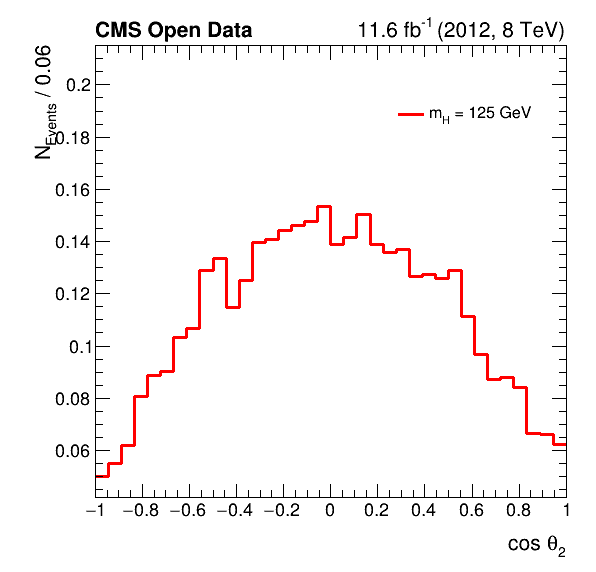 CMS Open Data 11.6 fb⁻¹ (2012, 8 TeV)
N_Events / 0.06
m_H = 125 GeV
0.2
0.18
0.16
0.14
0.12
0.1
0.08
0.06
−1 −0.8 −0.6 −0.4 −0.2 0 0.2 0.4 0.6 0.8 1
cos θ₂